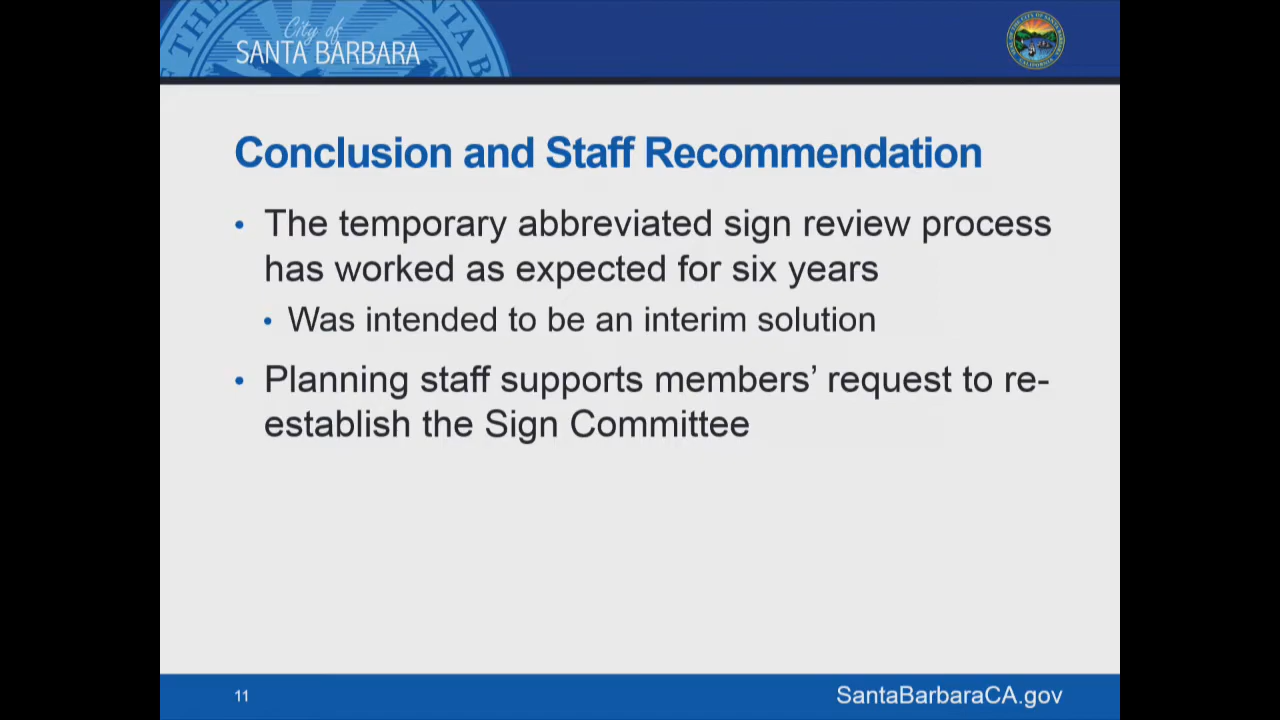 City of
SANTA BARBARA
Conclusion and Staff Recommendation
• The temporary abbreviated sign review process
has worked as expected for six years
• Was intended to be an interim solution
• Planning staff supports members’ request to re-
establish the Sign Committee
11
SantaBarbaraCA.gov